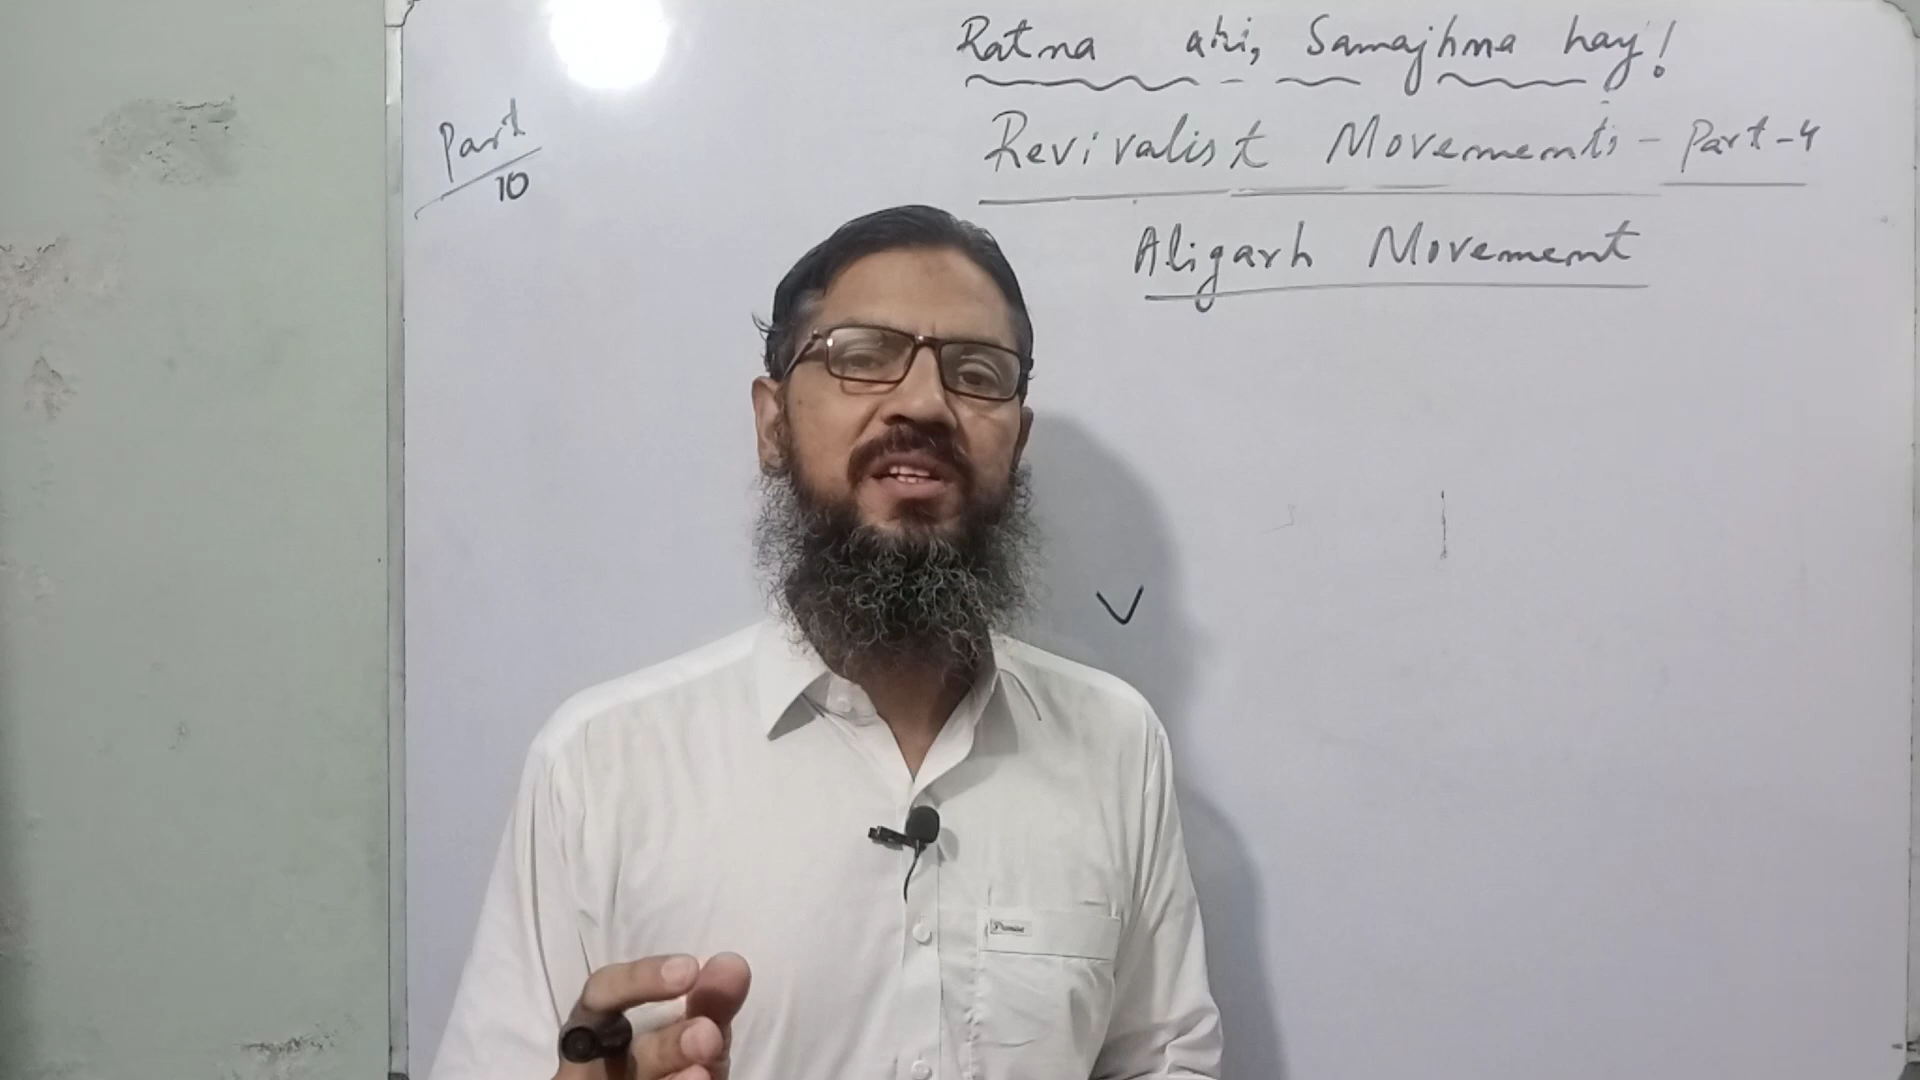 Ratna ahi, Samajhna hay!
Revivalist Movements - Part-4
Aligarh Movement
Part
10